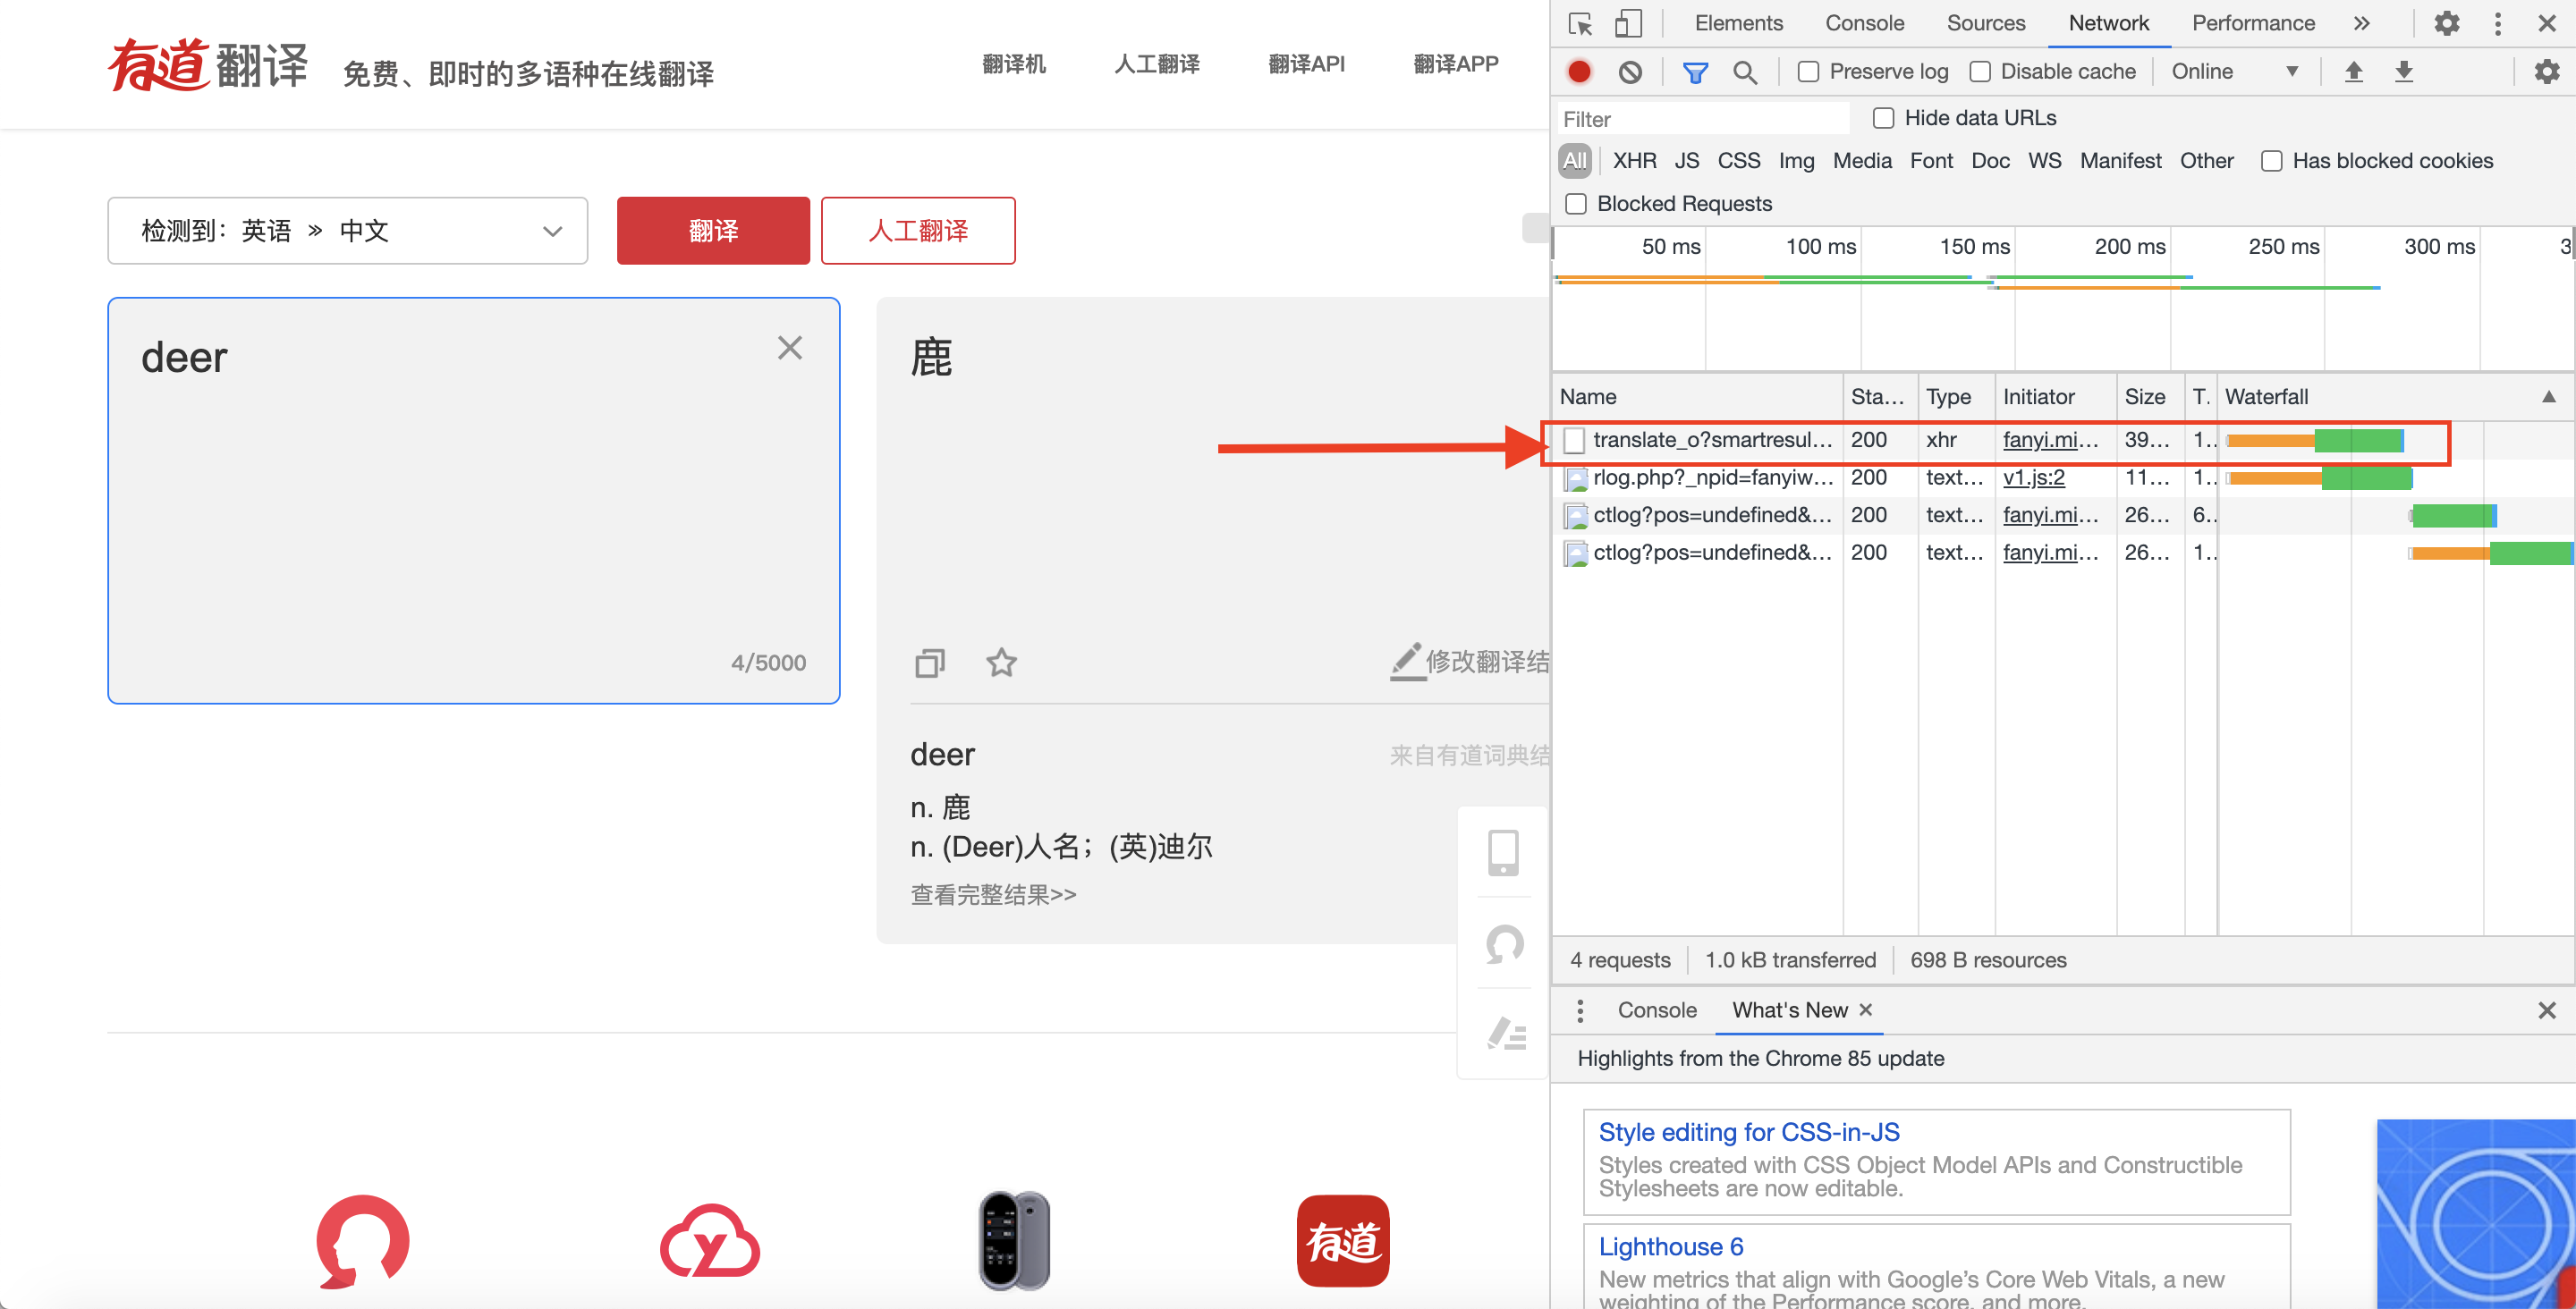 有道翻译 免费、即时的多语种在线翻译
翻译机 人工翻译 翻译API 翻译APP
检测到：英语 » 中文
翻译
人工翻译
deer
4/5000
鹿
修改翻译结
deer
来自有道词典结
n. 鹿
n. (Deer)人名；(英)迪尔
查看完整结果>>
有道
Elements Console Sources Network Performance »
Preserve log Disable cache Online
Filter Hide data URLs
All XHR JS CSS Img Media Font Doc WS Manifest Other Has blocked cookies
Blocked Requests
50 ms 100 ms 150 ms 200 ms 250 ms 300 ms 3
Name Sta... Type Initiator Size T. Waterfall
translate_o?smartresul... 200 xhr fanyi.mi... 39... 1..
rlog.php?_npid=fanyiw... 200 text... v1.js:2 11... 1..
ctlog?pos=undefined&... 200 text... fanyi.mi... 26... 6..
ctlog?pos=undefined&... 200 text... fanyi.mi... 26... 1..
4 requests 1.0 kB transferred 698 B resources
Console What's New ×
Highlights from the Chrome 85 update
Style editing for CSS-in-JS
Styles created with CSS Object Model APIs and Constructible
Stylesheets are now editable.
Lighthouse 6
New metrics that align with Google's Core Web Vitals, a new
weighting of the Performance score, and more.